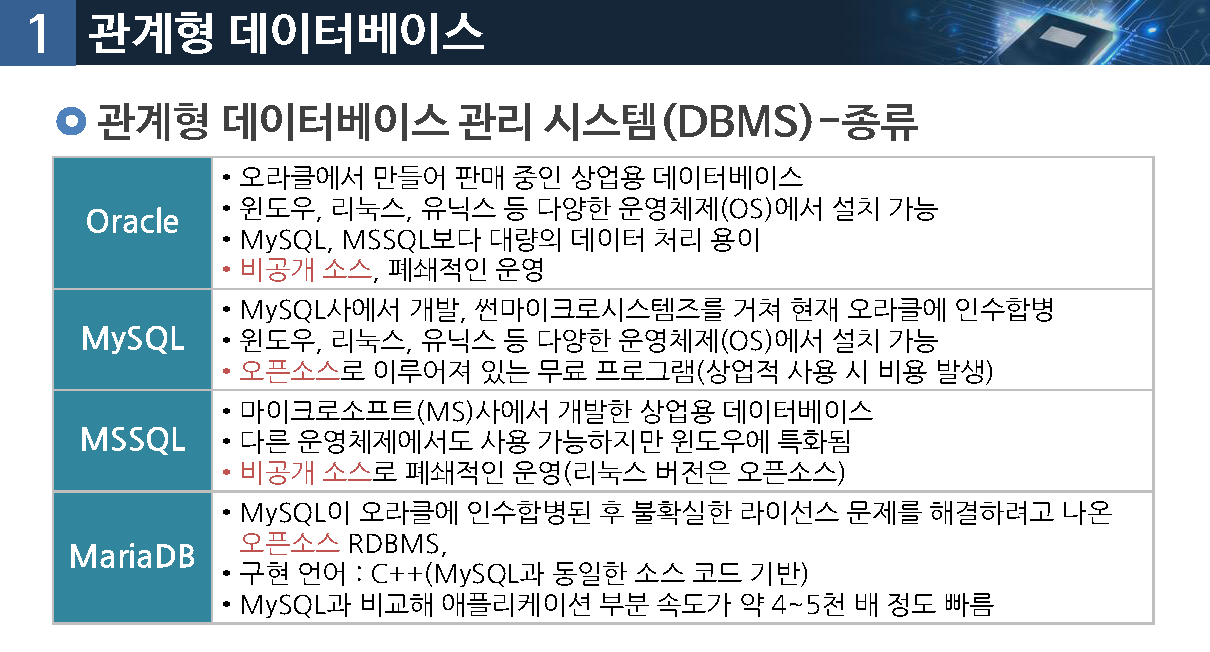 1 관계형 데이터베이스
관계형 데이터베이스 관리 시스템(DBMS)-종류
Oracle
• 오라클에서 만들어 판매 중인 상업용 데이터베이스
• 윈도우, 리눅스, 유닉스 등 다양한 운영체제(OS)에서 설치 가능
• MySQL, MSSQL보다 대량의 데이터 처리 용이
• 비공개 소스, 폐쇄적인 운영
MySQL
• MySQL사에서 개발, 썬마이크로시스템즈를 거쳐 현재 오라클에 인수합병
• 윈도우, 리눅스, 유닉스 등 다양한 운영체제(OS)에서 설치 가능
• 오픈소스로 이루어져 있는 무료 프로그램(상업적 사용 시 비용 발생)
MSSQL
• 마이크로소프트(MS)사에서 개발한 상업용 데이터베이스
• 다른 운영체제에서도 사용 가능하지만 윈도우에 특화됨
• 비공개 소스로 폐쇄적인 운영(리눅스 버전은 오픈소스)
MariaDB
• MySQL이 오라클에 인수합병된 후 불확실한 라이선스 문제를 해결하려고 나온
오픈소스 RDBMS,
• 구현 언어 : C++(MySQL과 동일한 소스 코드 기반)
• MySQL과 비교해 애플리케이션 부분 속도가 약 4~5천 배 정도 빠름